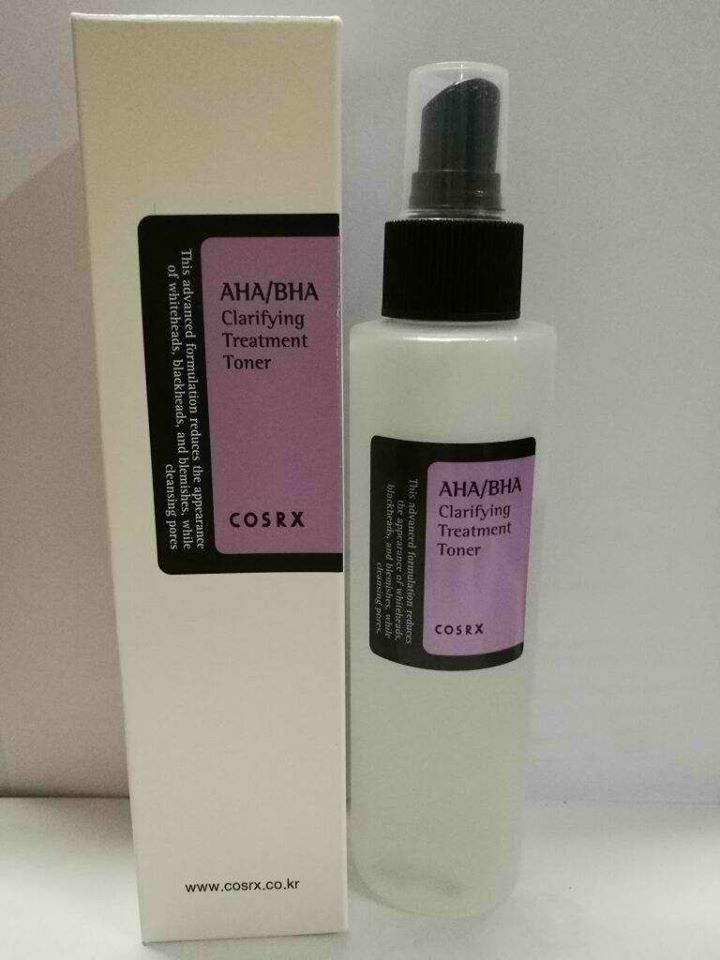 AHA/BHA
Clarifying
Treatment
Toner
COSRX
This advanced formulation reduces the appearance
of whiteheads, blackheads, and blemishes, while
cleansing pores
www.cosrx.co.kr
AHA/BHA
Clarifying
Treatment
Toner
COSRX
This advanced formulation reduces
the appearance of whiteheads,
blackheads, and blemishes, while
cleansing pores.